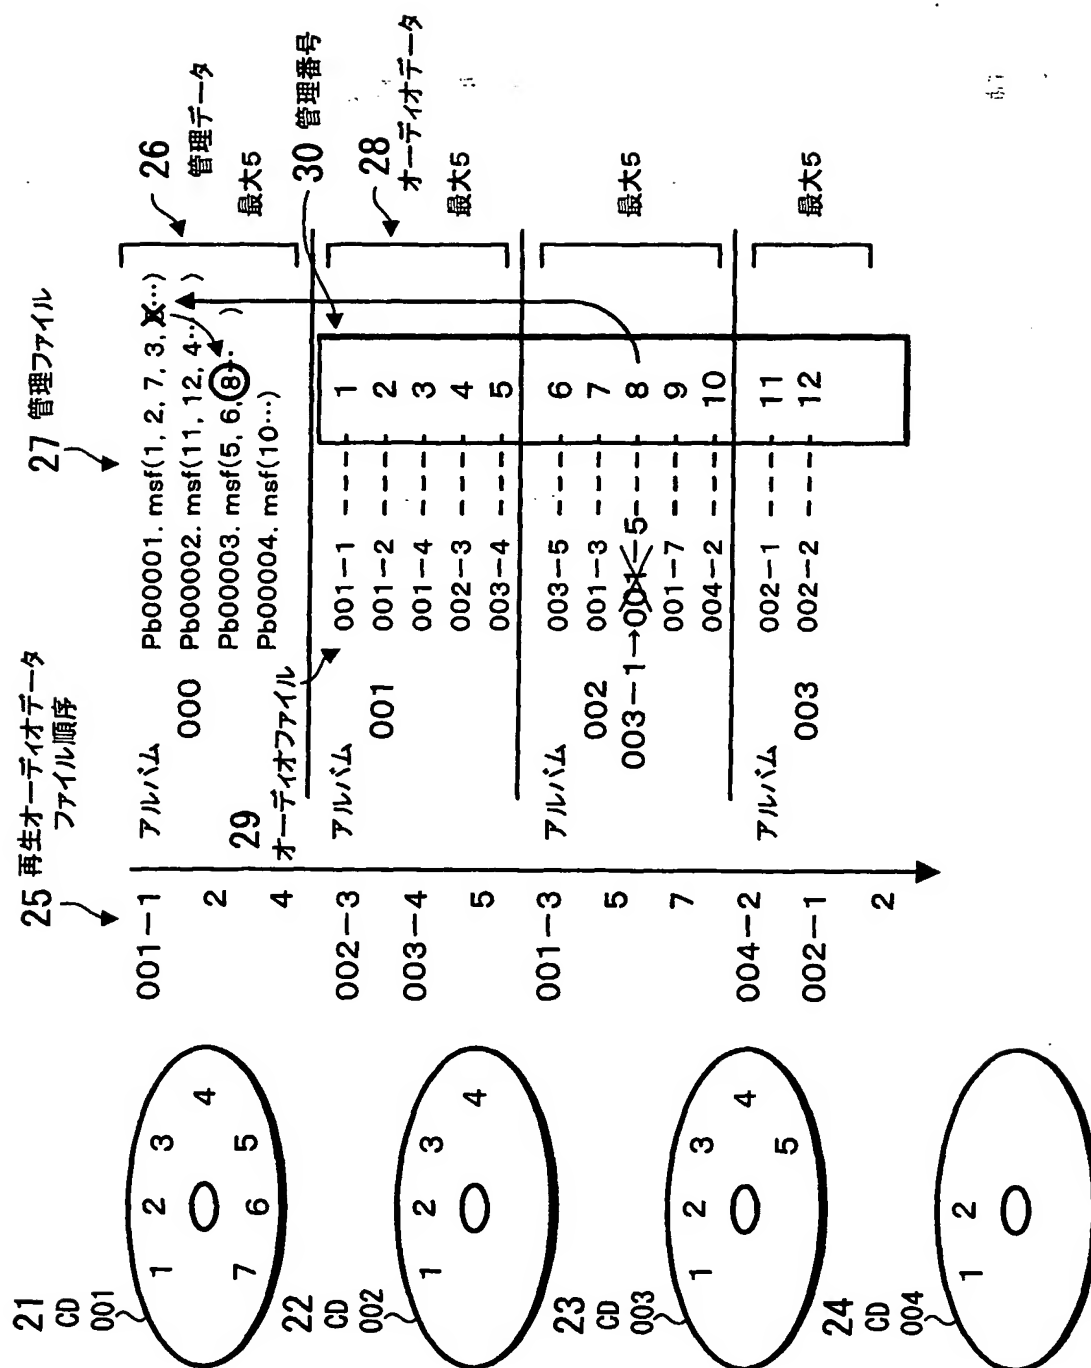 21
CD
001
1 2 3 4 5 6 7
22
CD
002
1 2 3 4
23
CD
003
1 2 3 4 5
24
CD
004
1 2
25 再生オーディオデータ
ファイル順序
001−1
2
4
002−3
003−4
5
001−3
5
7
004−2
002−1
2
27 管理ファイル
26
管理データ
アルバム
000
Pb00001. msf(1, 2, 7, 3, 8…)
Pb00002. msf(11, 12, 4… )
Pb00003. msf(5, 6, 8… )
Pb00004. msf(10…)
最大5
29
オーディオファイル
30 管理番号
28
オーディオデータ
アルバム
001
001−1 ---- 1
001−2 ---- 2
001−4 ---- 3
002−3 ---- 4
003−4 ---- 5
最大5
アルバム
002
003−5 ---- 6
001−3 ---- 7
003−1→001−5 ---- 8
001−7 ---- 9
004−2 ---- 10
最大5
アルバム
003
002−1 ---- 11
002−2 ---- 12
最大5